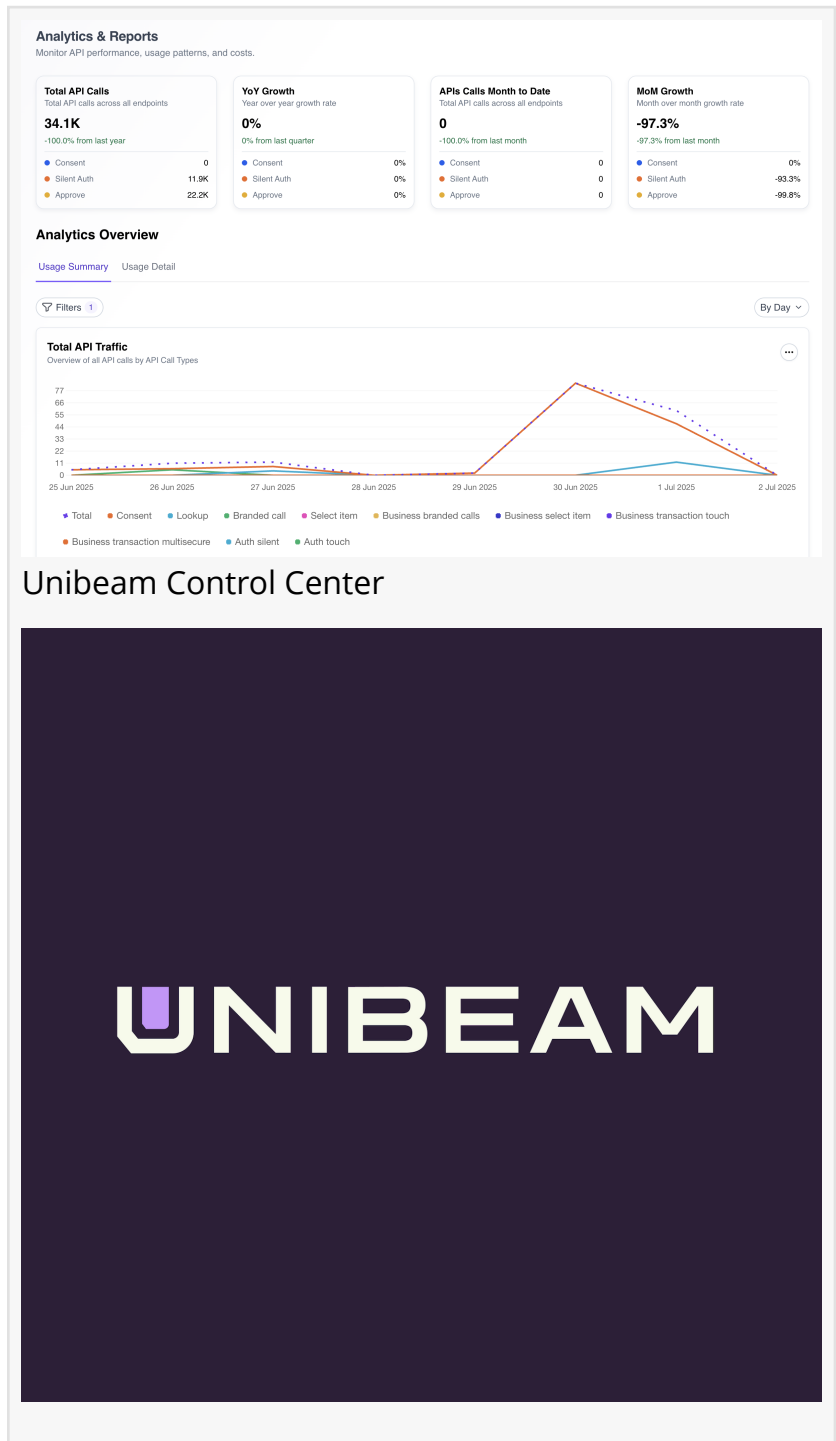 Analytics & Reports
Monitor API performance, usage patterns, and costs.
Total API Calls
Total API calls across all endpoints
34.1K
-100.0% from last year
Consent 0
Silent Auth 11.9K
Approve 22.2K
YoY Growth
Year over year growth rate
0%
0% from last quarter
Consent 0%
Silent Auth 0%
Approve 0%
APIs Calls Month to Date
Total API calls across all endpoints
0
-100.0% from last month
Consent 0
Silent Auth 0
Approve 0
MoM Growth
Month over month growth rate
-97.3%
-97.3% from last month
Consent 0%
Silent Auth -93.3%
Approve -99.8%
Analytics Overview
Usage Summary Usage Detail
Filters 1 By Day
Total API Traffic
Overview of all API calls by API Call Types
77
66
55
44
33
22
11
0
25 Jun 2025 26 Jun 2025 27 Jun 2025 28 Jun 2025 29 Jun 2025 30 Jun 2025 1 Jul 2025 2 Jul 2025
Total Consent Lookup Branded call Select item Business branded calls Business select item Business transaction touch
Business transaction multisecure Auth silent Auth touch
Unibeam Control Center
UNIBEAM